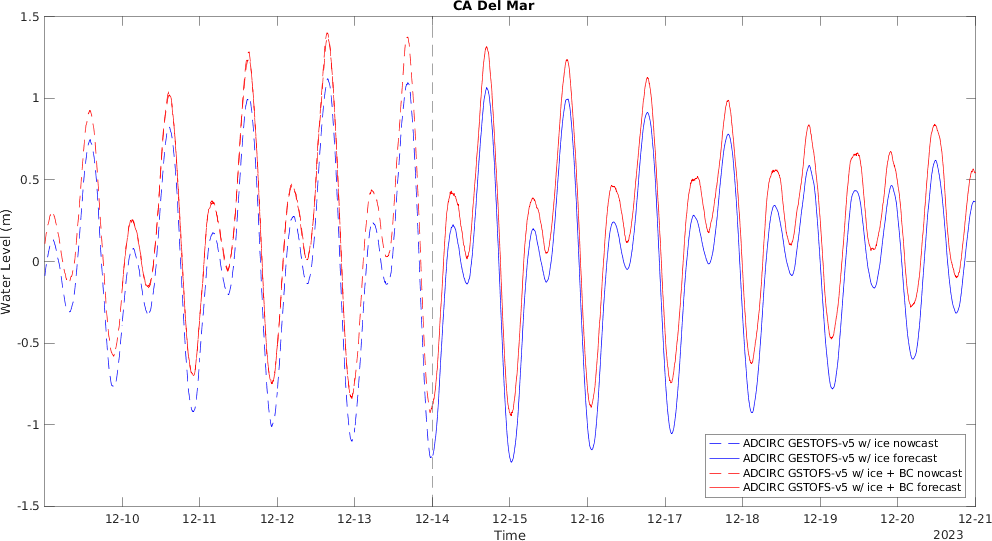 CA Del Mar
1.5
1
0.5
0
-0.5
-1
-1.5
Water Level (m)
12-10 12-11 12-12 12-13 12-14 12-15 12-16 12-17 12-18 12-19 12-20 12-21
Time
2023
ADCIRC GESTOFS-v5 w/ ice nowcast
ADCIRC GESTOFS-v5 w/ ice forecast
ADCIRC GSTOFS-v5 w/ ice + BC nowcast
ADCIRC GSTOFS-v5 w/ ice + BC forecast